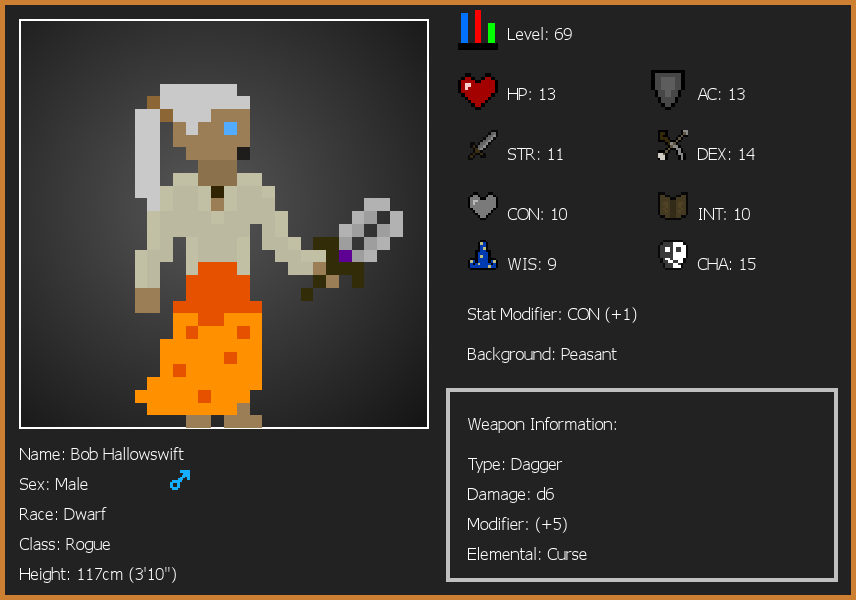 Level: 69
HP: 13
AC: 13
STR: 11
DEX: 14
CON: 10
INT: 10
WIS: 9
CHA: 15
Stat Modifier: CON (+1)
Background: Peasant
Weapon Information:
Type: Dagger
Damage: d6
Modifier: (+5)
Elemental: Curse
Name: Bob Hallowswift
Sex: Male
Race: Dwarf
Class: Rogue
Height: 117cm (3'10")